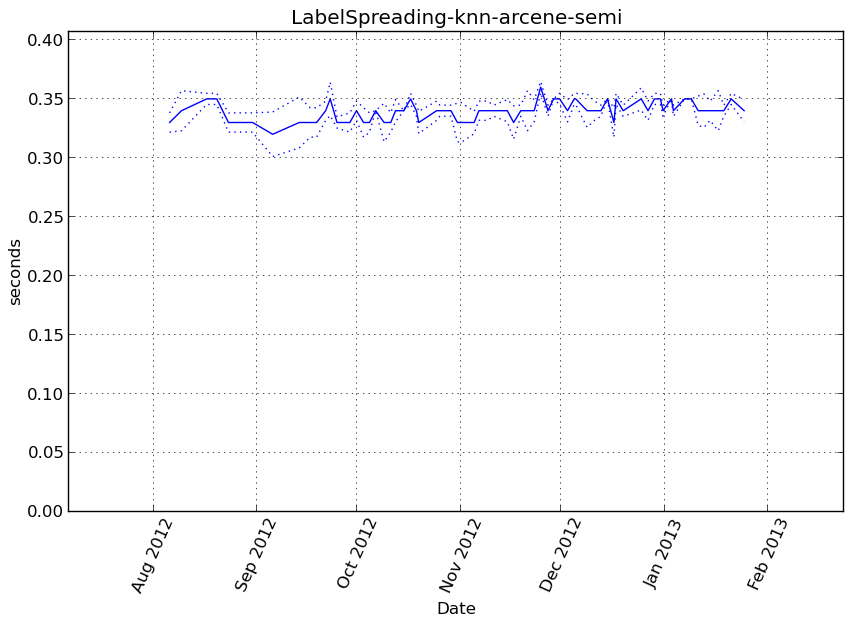 LabelSpreading-knn-arcene-semi
0.40
0.35
0.30
0.25
0.20
0.15
0.10
0.05
0.00
seconds
Aug 2012
Sep 2012
Oct 2012
Nov 2012
Dec 2012
Jan 2013
Feb 2013
Date